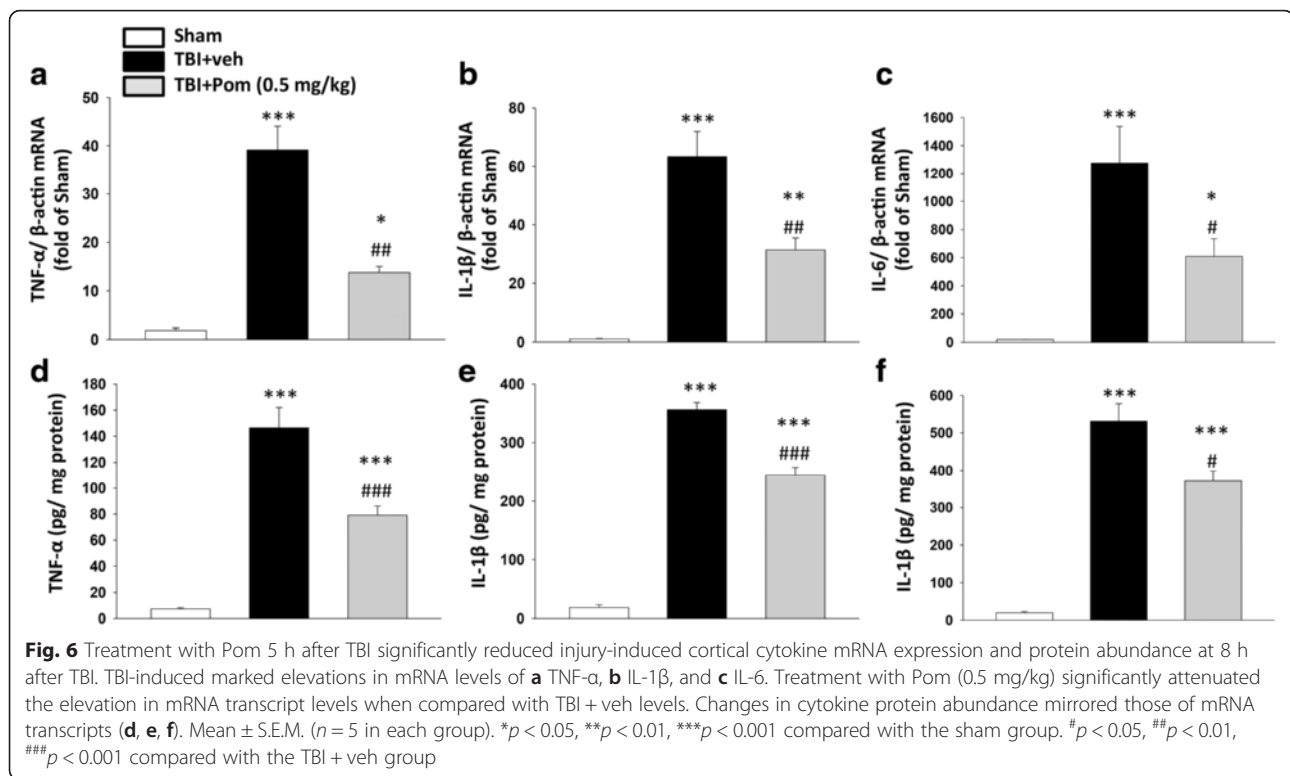 Sham
TBI+veh
TBI+Pom (0.5 mg/kg)
a
TNF-α/ β-actin mRNA
(fold of Sham)
50
40
30
20
10
0
***
*
##
b
IL-1β/ β-actin mRNA
(fold of Sham)
80
60
40
20
0
***
**
##
c
IL-6/ β-actin mRNA
(fold of Sham)
1600
1400
1200
1000
800
600
400
200
0
***
*
#
d
TNF-α (pg/ mg protein)
180
160
140
120
100
80
60
40
20
0
***
***
###
e
IL-1β (pg/ mg protein)
400
300
200
100
0
***
***
###
f
IL-1β (pg/ mg protein)
600
500
400
300
200
100
0
***
***
#
Fig. 6 Treatment with Pom 5 h after TBI significantly reduced injury-induced cortical cytokine mRNA expression and protein abundance at 8 h
after TBI. TBI-induced marked elevations in mRNA levels of a TNF-α, b IL-1β, and c IL-6. Treatment with Pom (0.5 mg/kg) significantly attenuated
the elevation in mRNA transcript levels when compared with TBI + veh levels. Changes in cytokine protein abundance mirrored those of mRNA
transcripts (d, e, f). Mean ± S.E.M. (n = 5 in each group). *p < 0.05, **p < 0.01, ***p < 0.001 compared with the sham group. #p < 0.05, ##p < 0.01,
###p < 0.001 compared with the TBI + veh group